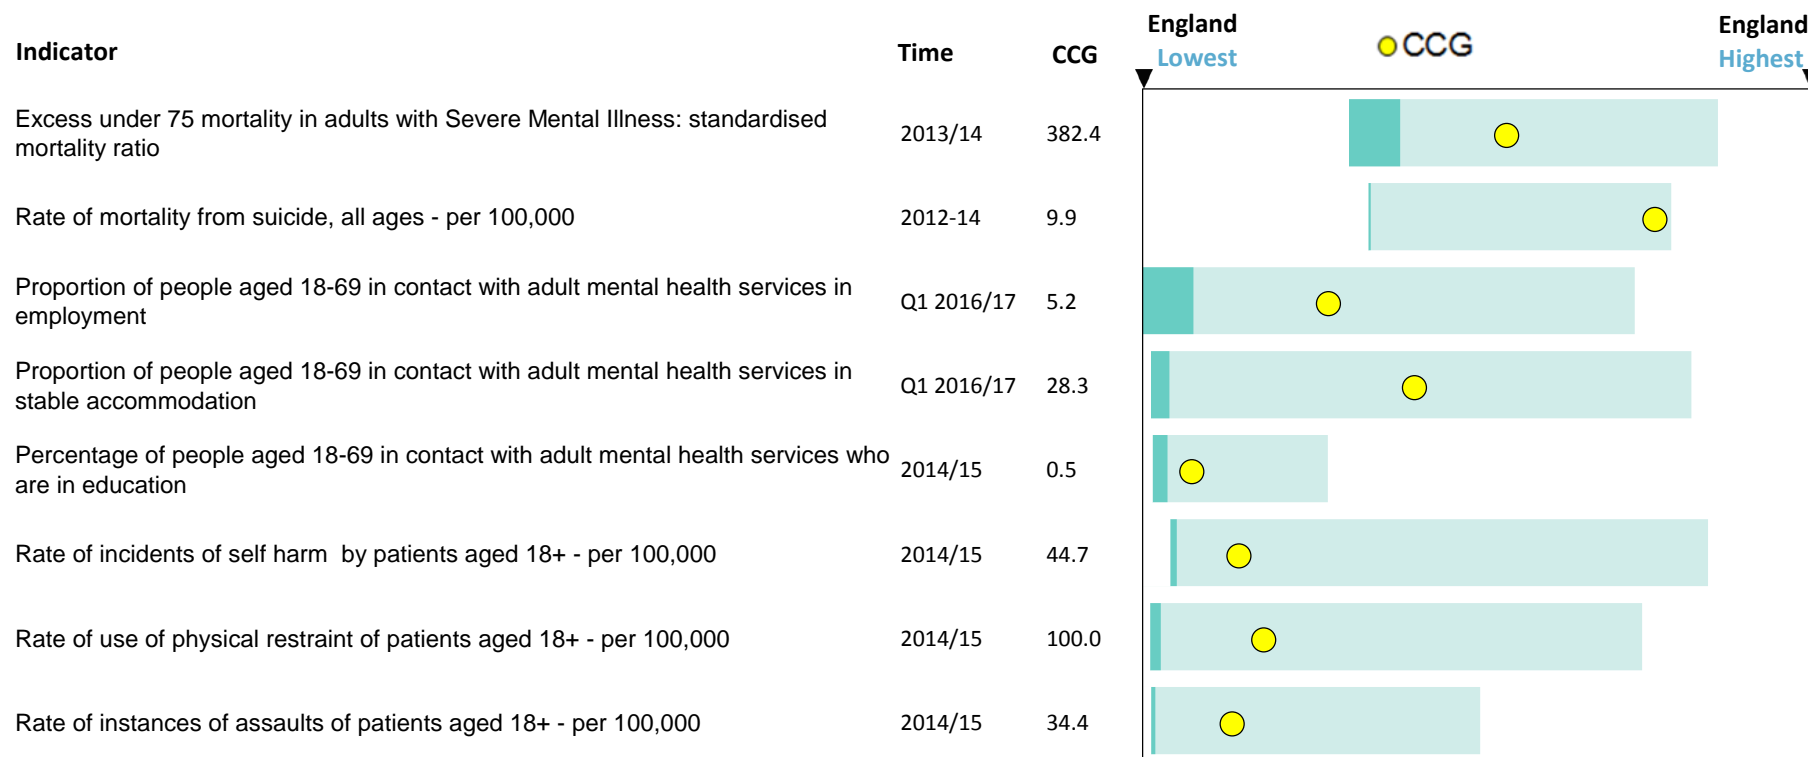 Indicator Time CCG England Lowest CCG England Highest
Excess under 75 mortality in adults with Severe Mental Illness: standardised
mortality ratio
2013/14 382.4
Rate of mortality from suicide, all ages - per 100,000 2012-14 9.9
Proportion of people aged 18-69 in contact with adult mental health services in
employment
Q1 2016/17 5.2
Proportion of people aged 18-69 in contact with adult mental health services in
stable accommodation
Q1 2016/17 28.3
Percentage of people aged 18-69 in contact with adult mental health services who
are in education
2014/15 0.5
Rate of incidents of self harm  by patients aged 18+ - per 100,000 2014/15 44.7
Rate of use of physical restraint of patients aged 18+ - per 100,000 2014/15 100.0
Rate of instances of assaults of patients aged 18+ - per 100,000 2014/15 34.4